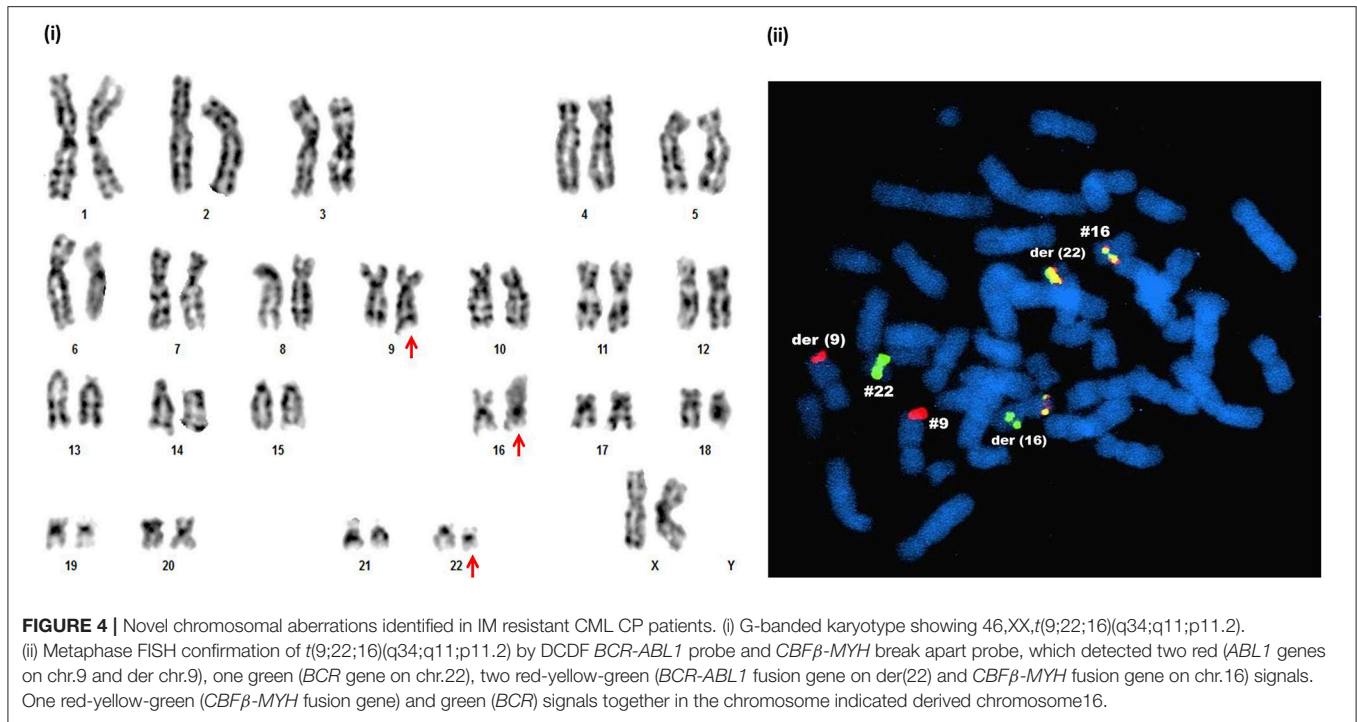 (i)
(ii)
1 2 3 4 5
6 7 8 9 10 11 12
13 14 15 16 17 18
19 20 21 22 X Y
#16
der (22)
der (9)
#22
#9
der (16)
FIGURE 4 | Novel chromosomal aberrations identified in IM resistant CML CP patients. (i) G-banded karyotype showing 46,XX,t(9;22;16)(q34;q11;p11.2).
(ii) Metaphase FISH confirmation of t(9;22;16)(q34;q11;p11.2) by DCDF BCR-ABL1 probe and CBFβ-MYH break apart probe, which detected two red (ABL1 genes
on chr.9 and der chr.9), one green (BCR gene on chr.22), two red-yellow-green (BCR-ABL1 fusion gene on der(22) and CBFβ-MYH fusion gene on chr.16) signals.
One red-yellow-green (CBFβ-MYH fusion gene) and green (BCR) signals together in the chromosome indicated derived chromosome16.